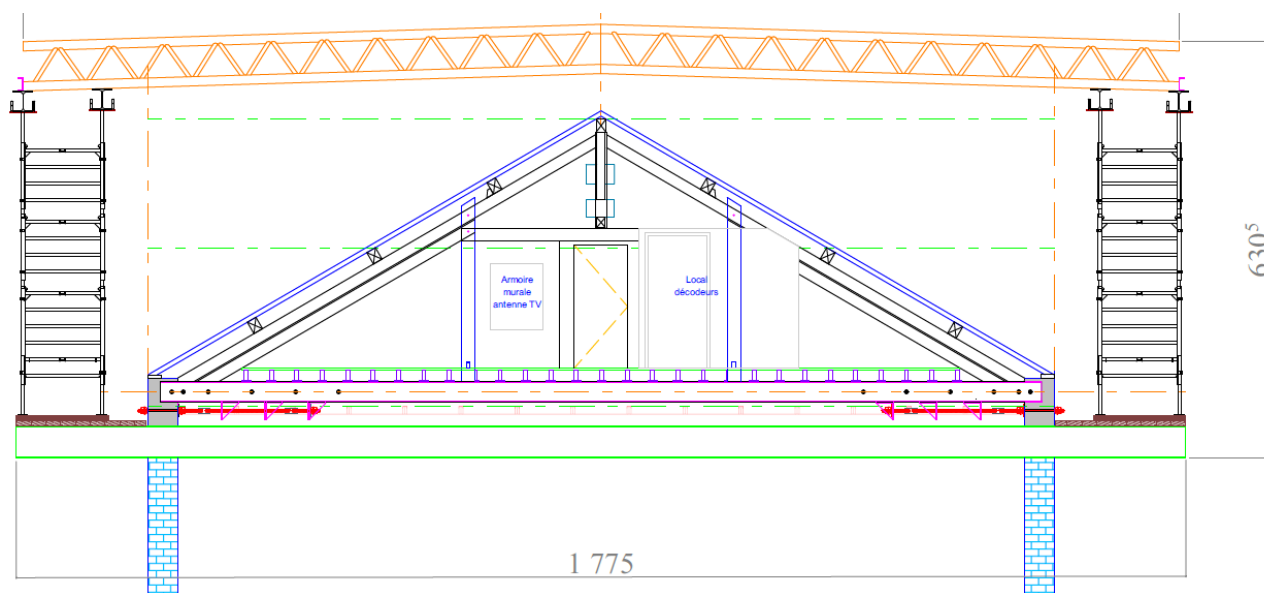 Armoire
murale
antenne TV
Local
décodeurs
630⁵
1 775